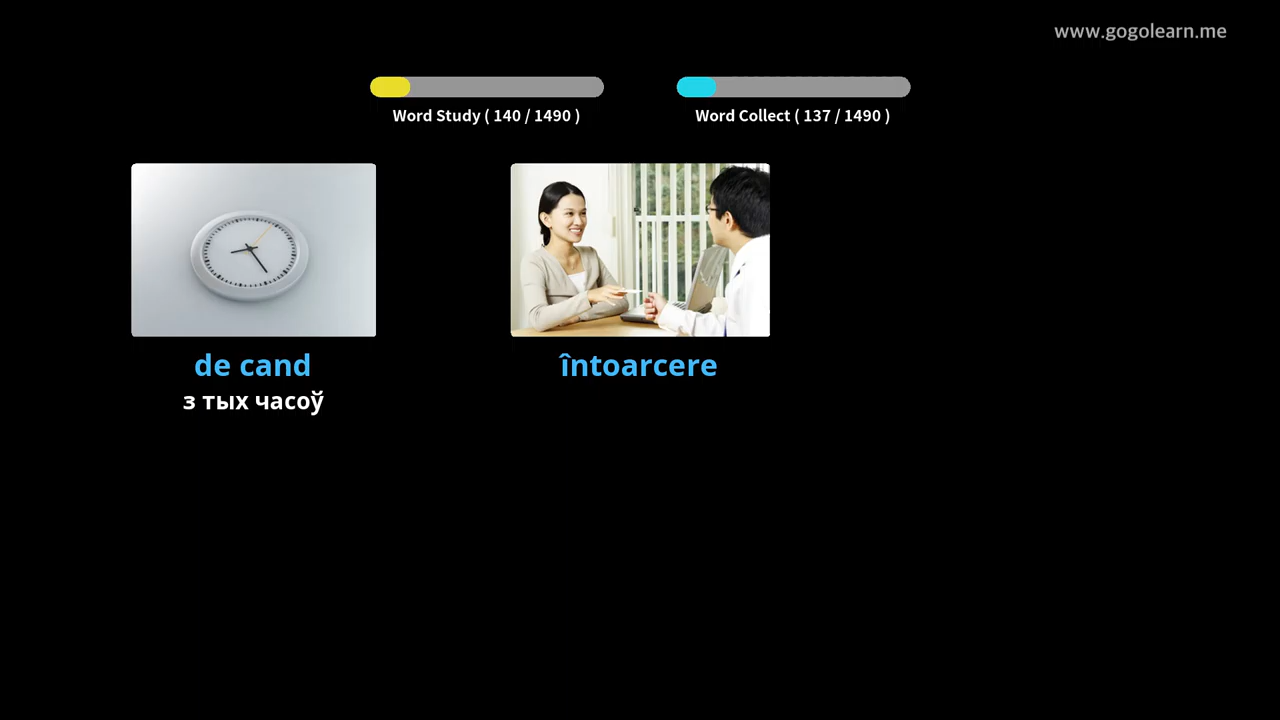 www.gogolearn.me
Word Study ( 140 / 1490 )
Word Collect ( 137 / 1490 )
de cand
з тых часоў
întoarcere